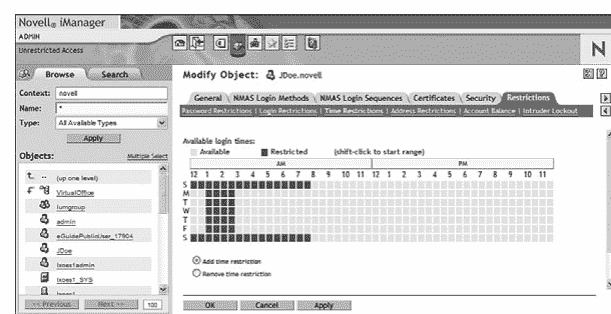 Novell® iManager
ADMIN
Unrestricted Access
N
Browse Search
Context: novell
Name: *
Type: All Available Types
Apply
Objects: Multiple Select
.. (up one level)
VirtualOffice
lumgroup
admin
eGuidePublicUser_17904
JDoe
lxoes1admin
lxoes1_SYS
<< Previous Next >> 100
Modify Object: JDoe.novell
General NMAS Login Methods NMAS Login Sequences Certificates Security Restrictions
Password Restrictions | Login Restrictions | Time Restrictions | Address Restrictions | Account Balance | Intruder Lockout
Available login times:
Available Restricted (shift-click to start range)
AM PM
12 1 2 3 4 5 6 7 8 9 10 11 12 1 2 3 4 5 6 7 8 9 10 11
S
M
T
W
T
F
S
Add time restriction
Remove time restriction
OK Cancel Apply